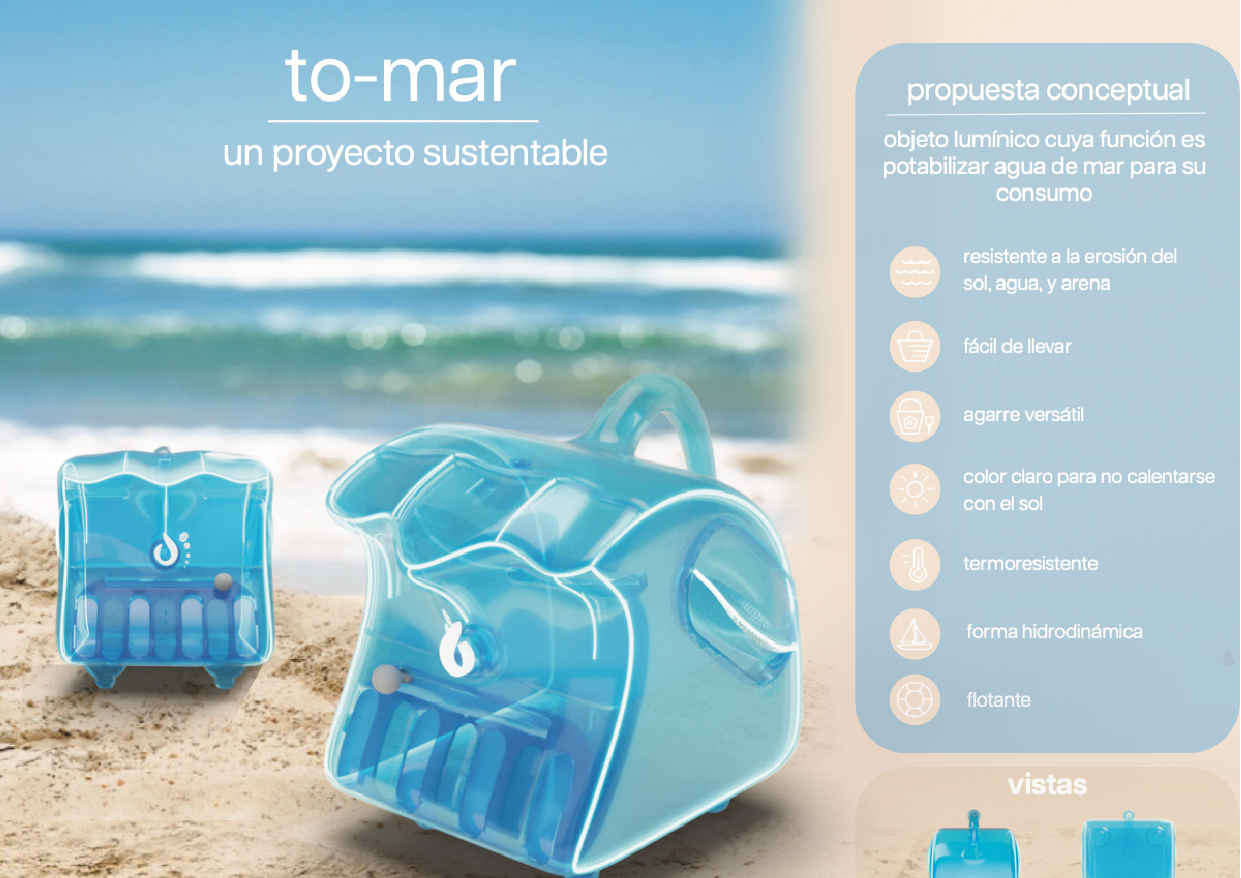 to-mar
un proyecto sustentable
propuesta conceptual
objeto lumínico cuya función es
potabilizar agua de mar para su
consumo
resistente a la erosión del
sol, agua, y arena
fácil de llevar
agarre versátil
color claro para no calentarse
con el sol
termoresistente
forma hidrodinámica
flotante
vistas